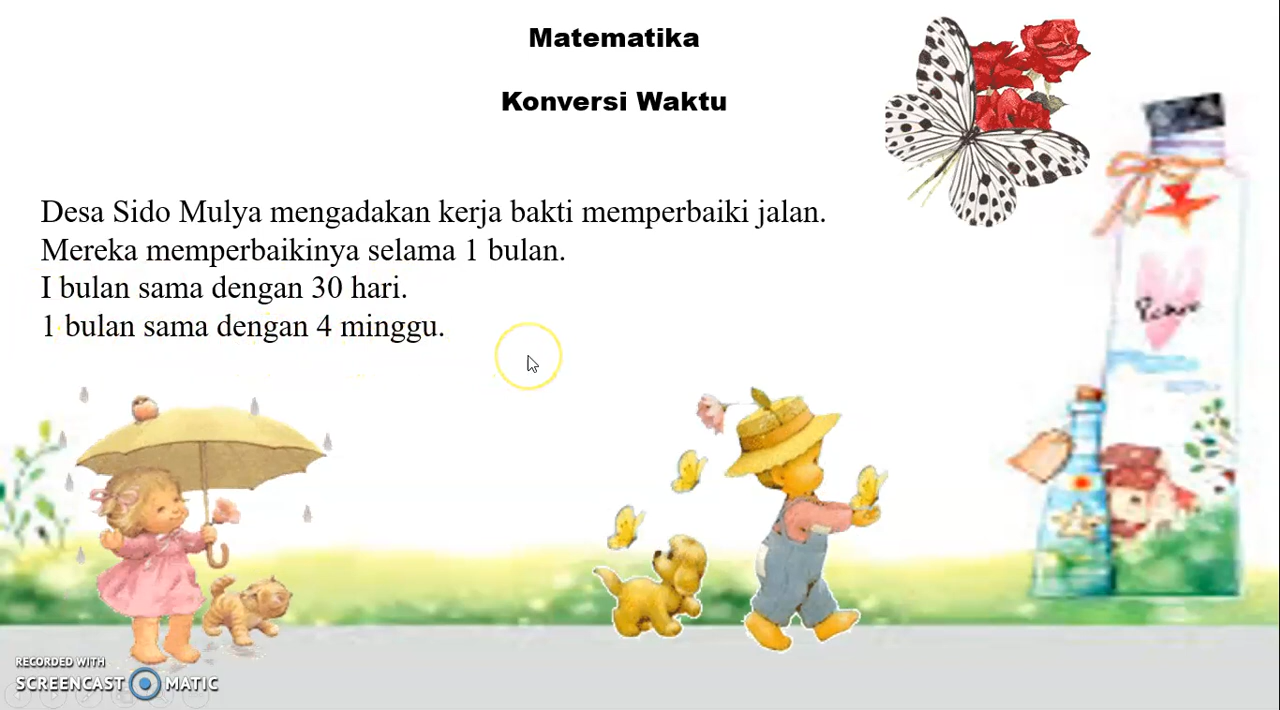 Matematika
Konversi Waktu
Desa Sido Mulya mengadakan kerja bakti memperbaiki jalan.
Mereka memperbaikinya selama 1 bulan.
I bulan sama dengan 30 hari.
1 bulan sama dengan 4 minggu.
RECORDED WITH
SCREENCAST MATIC